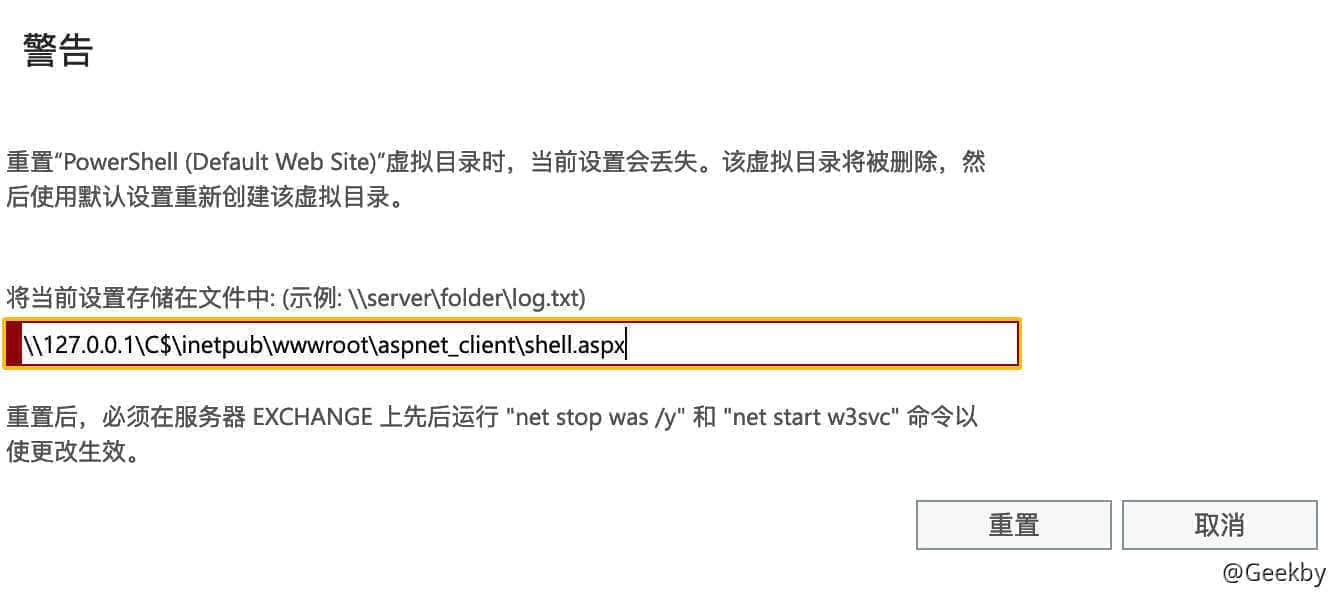 警告
重置“PowerShell (Default Web Site)”虚拟目录时，当前设置会丢失。该虚拟目录将被删除，然
后使用默认设置重新创建该虚拟目录。
将当前设置存储在文件中: (示例: \\server\folder\log.txt)
\\127.0.0.1\C$\inetpub\wwwroot\aspnet_client\shell.aspx
重置后，必须在服务器 EXCHANGE 上先后运行 "net stop was /y" 和 "net start w3svc" 命令以
使更改生效。
重置 取消
@Geekby